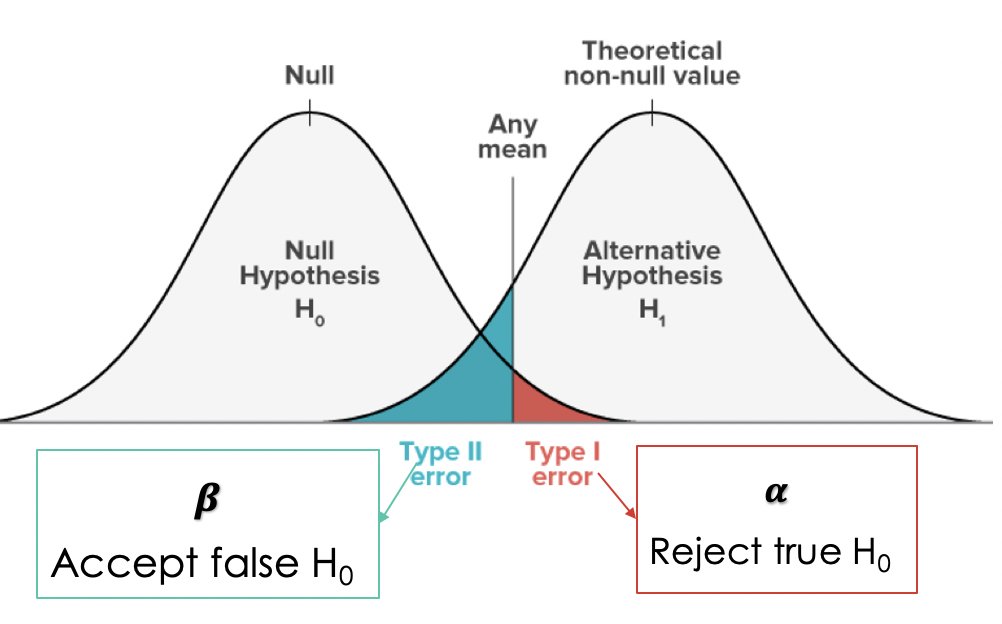 Null
Theoretical
non-null value
Any
mean
Null
Hypothesis
H₀
Alternative
Hypothesis
H₁
Type II
error
Type I
error
β
Accept false H₀
α
Reject true H₀